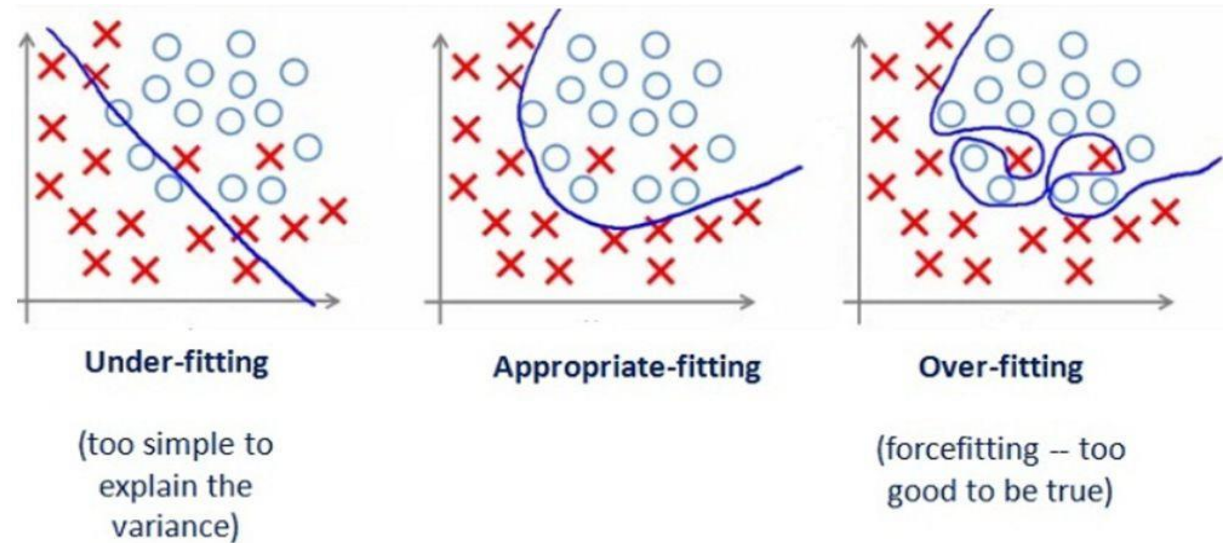 Under-fitting
Appropriate-fitting
Over-fitting
(too simple to
explain the
variance)
(forcefitting -- too
good to be true)